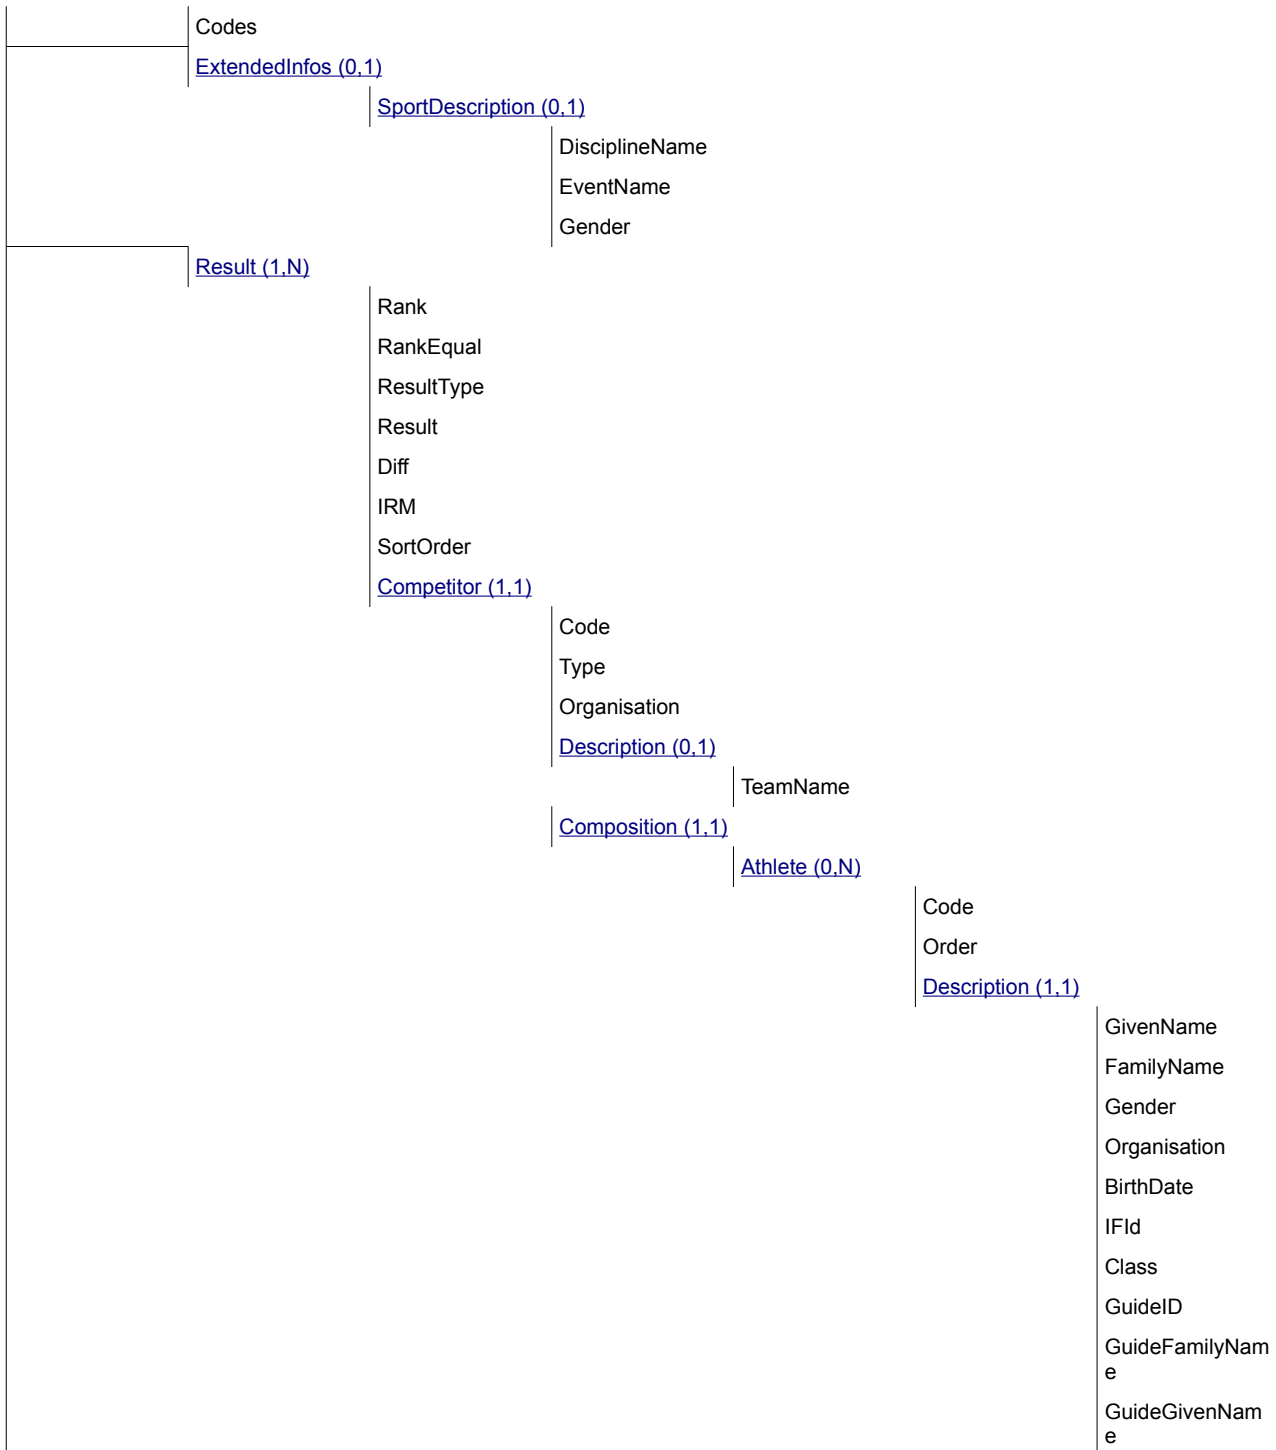 Codes
ExtendedInfos (0,1)
SportDescription (0,1)
DisciplineName
EventName
Gender
Result (1,N)
Rank
RankEqual
ResultType
Result
Diff
IRM
SortOrder
Competitor (1,1)
Code
Type
Organisation
Description (0,1)
TeamName
Composition (1,1)
Athlete (0,N)
Code
Order
Description (1,1)
GivenName
FamilyName
Gender
Organisation
BirthDate
IFId
Class
GuideID
GuideFamilyNam
e
GuideGivenNam
e